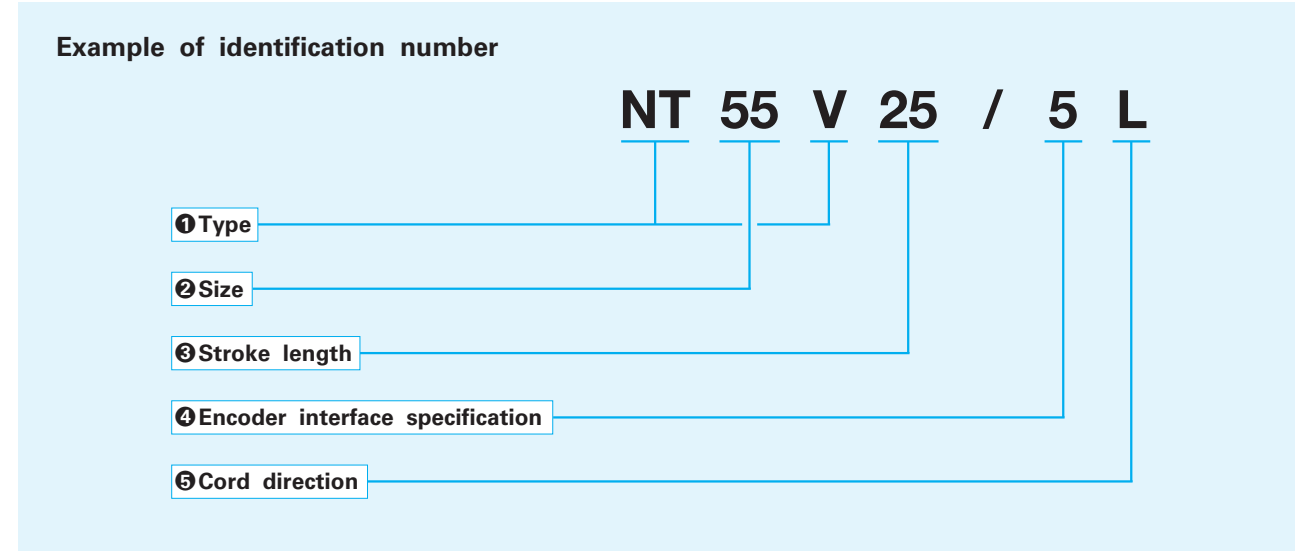 Example of identification number
NT 55 V 25 / 5 L
❶Type
❷Size
❸Stroke length
❹Encoder interface specification
❺Cord direction